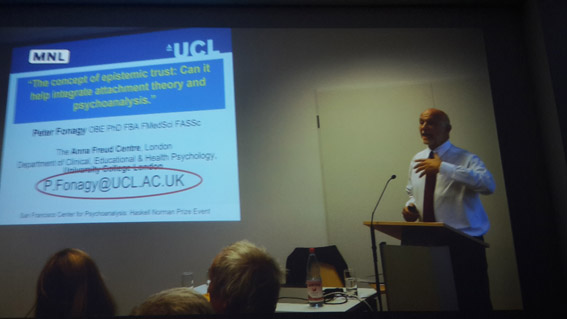 MNL
UCL
“The concept of epistemic trust: Can it
help integrate attachment theory and
psychoanalysis.”
Peter Fonagy OBE PhD FBA FMedSci FASSc
The Anna Freud Centre, London
Department of Clinical, Educational & Health Psychology,
University College London
P.Fonagy@UCL.AC.UK
San Francisco Center for Psychoanalysis: Haskell Norman Prize Event